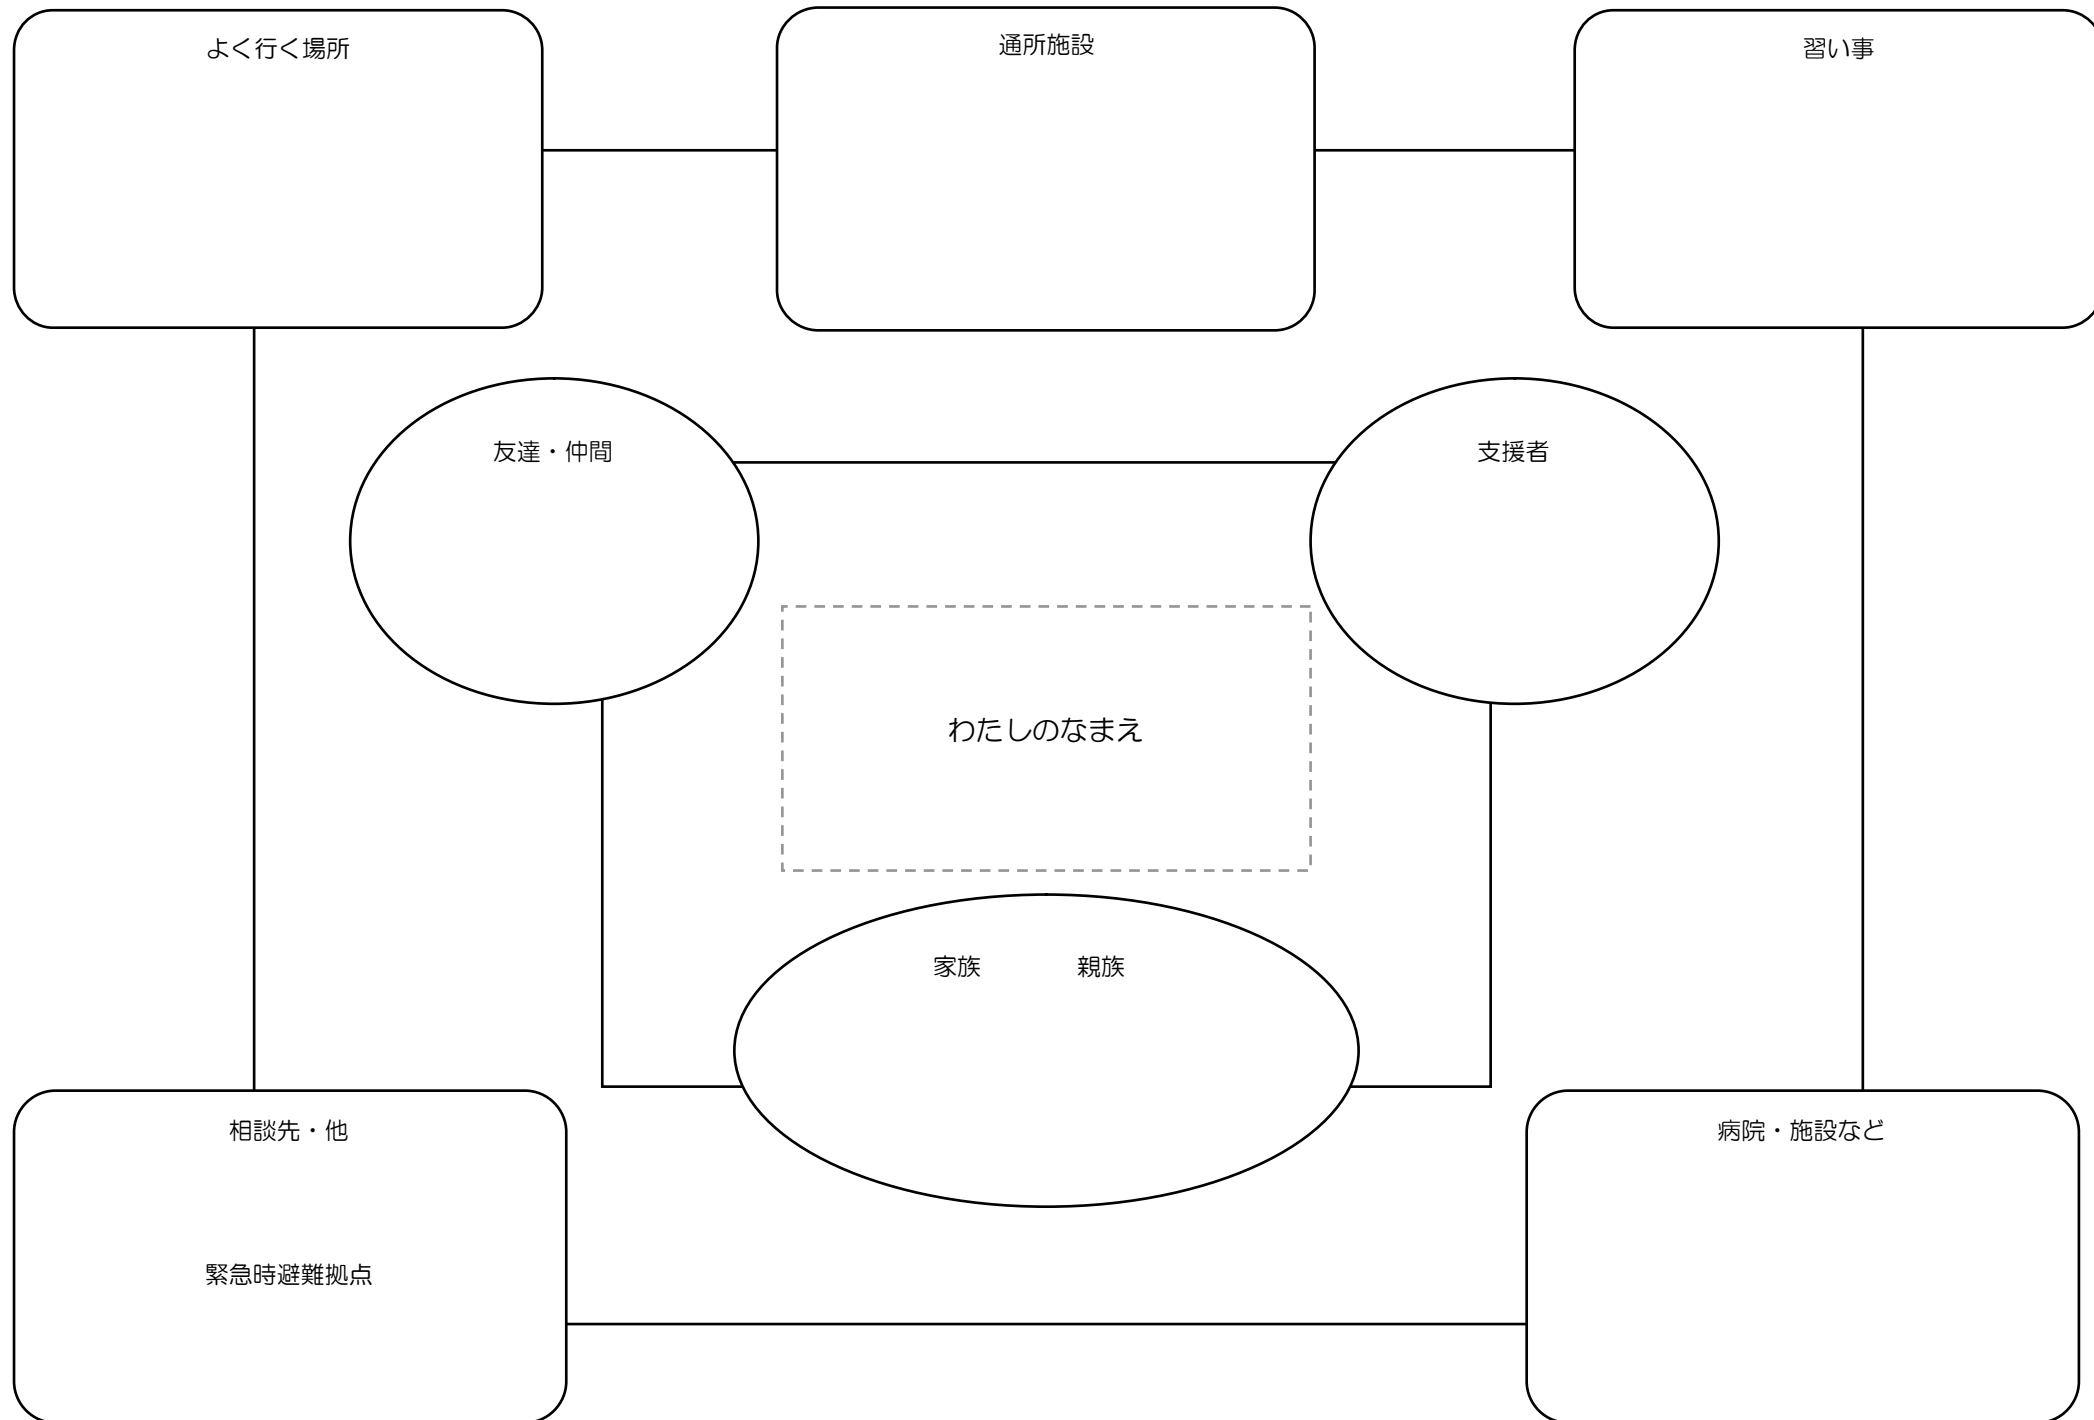 よく行く場所
通所施設
習い事
友達・仲間
支援者
わたしのなまえ
家族　　　　親族
相談先・他
病院・施設など
緊急時避難拠点